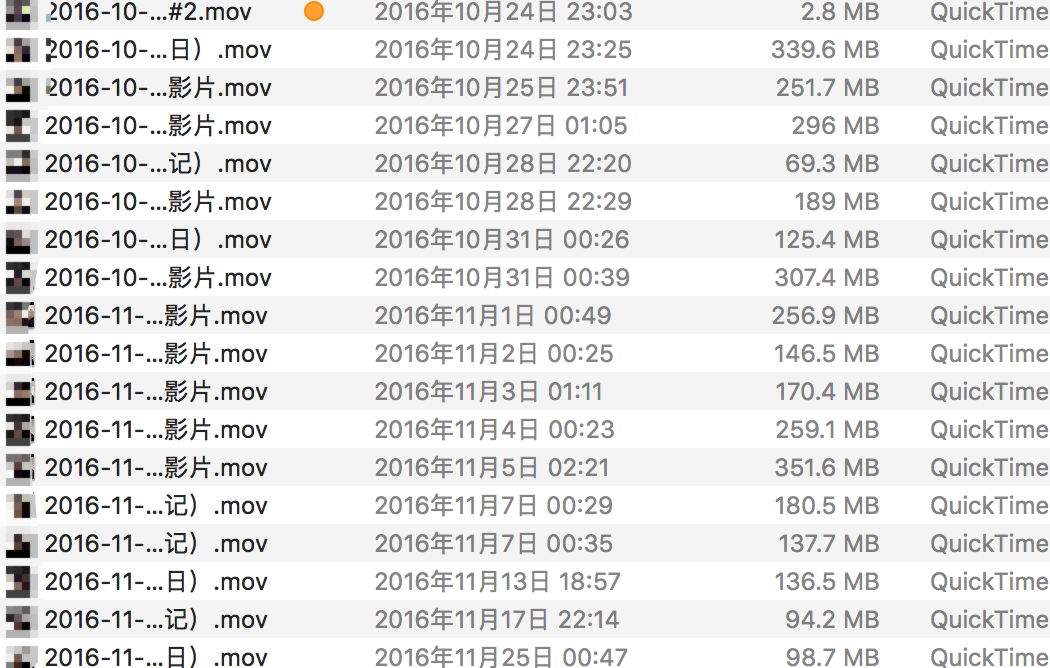 2016-10-...#2.mov 2016年10月24日 23:03 2.8 MB QuickTime
2016-10-...日）.mov 2016年10月24日 23:25 339.6 MB QuickTime
2016-10-...影片.mov 2016年10月25日 23:51 251.7 MB QuickTime
2016-10-...影片.mov 2016年10月27日 01:05 296 MB QuickTime
2016-10-...记）.mov 2016年10月28日 22:20 69.3 MB QuickTime
2016-10-...影片.mov 2016年10月28日 22:29 189 MB QuickTime
2016-10-...日）.mov 2016年10月31日 00:26 125.4 MB QuickTime
2016-10-...影片.mov 2016年10月31日 00:39 307.4 MB QuickTime
2016-11-...影片.mov 2016年11月1日 00:49 256.9 MB QuickTime
2016-11-...影片.mov 2016年11月2日 00:25 146.5 MB QuickTime
2016-11-...影片.mov 2016年11月3日 01:11 170.4 MB QuickTime
2016-11-...影片.mov 2016年11月4日 00:23 259.1 MB QuickTime
2016-11-...影片.mov 2016年11月5日 02:21 351.6 MB QuickTime
2016-11-...记）.mov 2016年11月7日 00:29 180.5 MB QuickTime
2016-11-...记）.mov 2016年11月7日 00:35 137.7 MB QuickTime
2016-11-...日）.mov 2016年11月13日 18:57 136.5 MB QuickTime
2016-11-...记）.mov 2016年11月17日 22:14 94.2 MB QuickTime
2016-11-...日）.mov 2016年11月25日 00:47 98.7 MB QuickTime